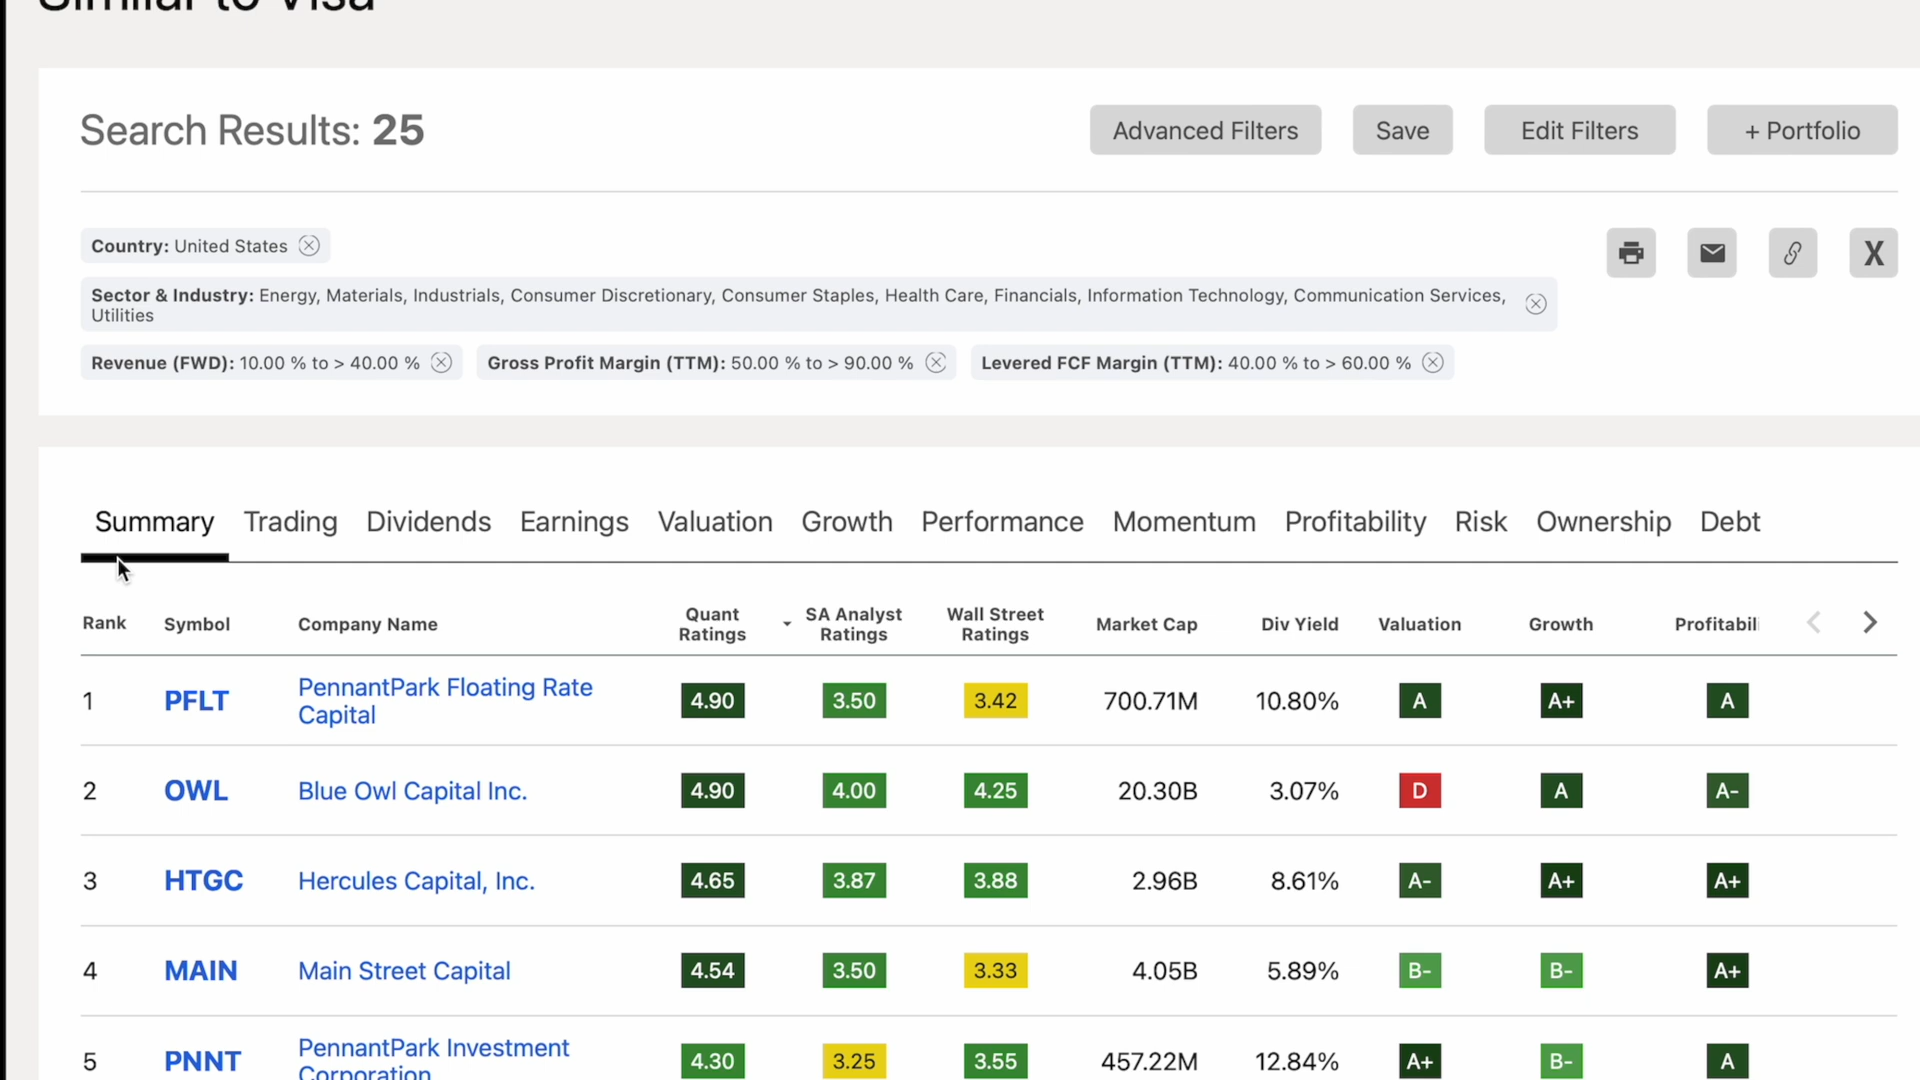 Similar to Visa
Search Results: 25
Advanced Filters
Save
Edit Filters
+ Portfolio
Country: United States
Sector & Industry: Energy, Materials, Industrials, Consumer Discretionary, Consumer Staples, Health Care, Financials, Information Technology, Communication Services,
Utilities
Revenue (FWD): 10.00 % to > 40.00 %
Gross Profit Margin (TTM): 50.00 % to > 90.00 %
Levered FCF Margin (TTM): 40.00 % to > 60.00 %
X
Summary Trading Dividends Earnings Valuation Growth Performance Momentum Profitability Risk Ownership Debt
Rank Symbol Company Name Quant Ratings SA Analyst Ratings Wall Street Ratings Market Cap Div Yield Valuation Growth Profitabil
1 PFLT PennantPark Floating Rate Capital 4.90 3.50 3.42 700.71M 10.80% A A+ A
2 OWL Blue Owl Capital Inc. 4.90 4.00 4.25 20.30B 3.07% D A A-
3 HTGC Hercules Capital, Inc. 4.65 3.87 3.88 2.96B 8.61% A- A+ A+
4 MAIN Main Street Capital 4.54 3.50 3.33 4.05B 5.89% B- B- A+
5 PNNT PennantPark Investment Corporation 4.30 3.25 3.55 457.22M 12.84% A+ B- A